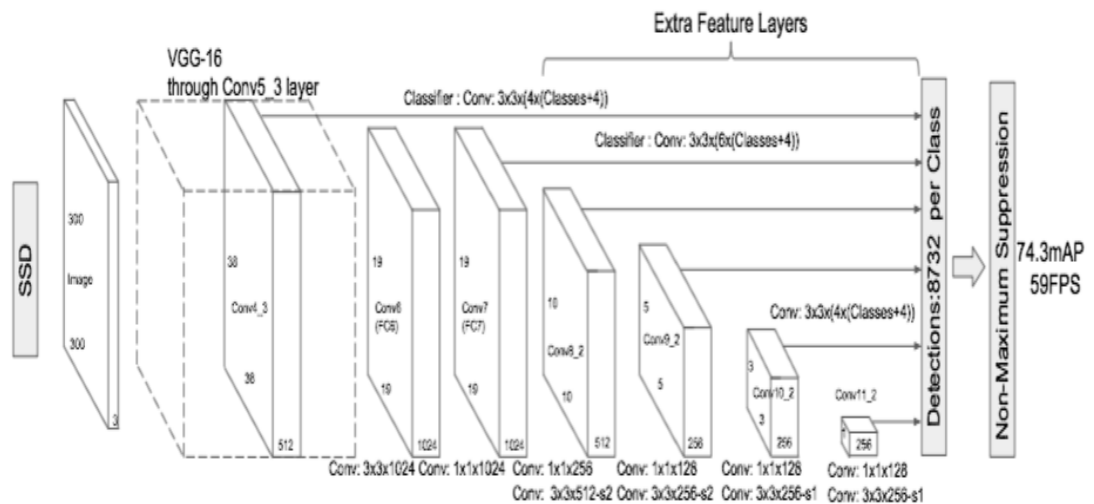 Extra Feature Layers
VGG-16
through Conv5_3 layer
Classifier : Conv: 3x3x(4x(Classes+4))
Classifier : Conv: 3x3x(6x(Classes+4))
SSD
300
Image
300
3
38
Conv4_3
38
512
19
Conv6
(FC6)
19
1024
19
Conv7
(FC7)
19
1024
10
Conv8_2
10
512
5
Conv9_2
5
256
Conv: 3x3x(4x(Classes+4))
3
Conv10_2
3
256
Conv11_2
256
Detections:8732 per Class
Non-Maximum Suppression
74.3mAP
59FPS
Conv: 3x3x1024
Conv: 1x1x1024
Conv: 1x1x256
Conv: 3x3x512-s2
Conv: 1x1x128
Conv: 3x3x256-s2
Conv: 1x1x128
Conv: 3x3x256-s1
Conv: 1x1x128
Conv: 3x3x256-s1